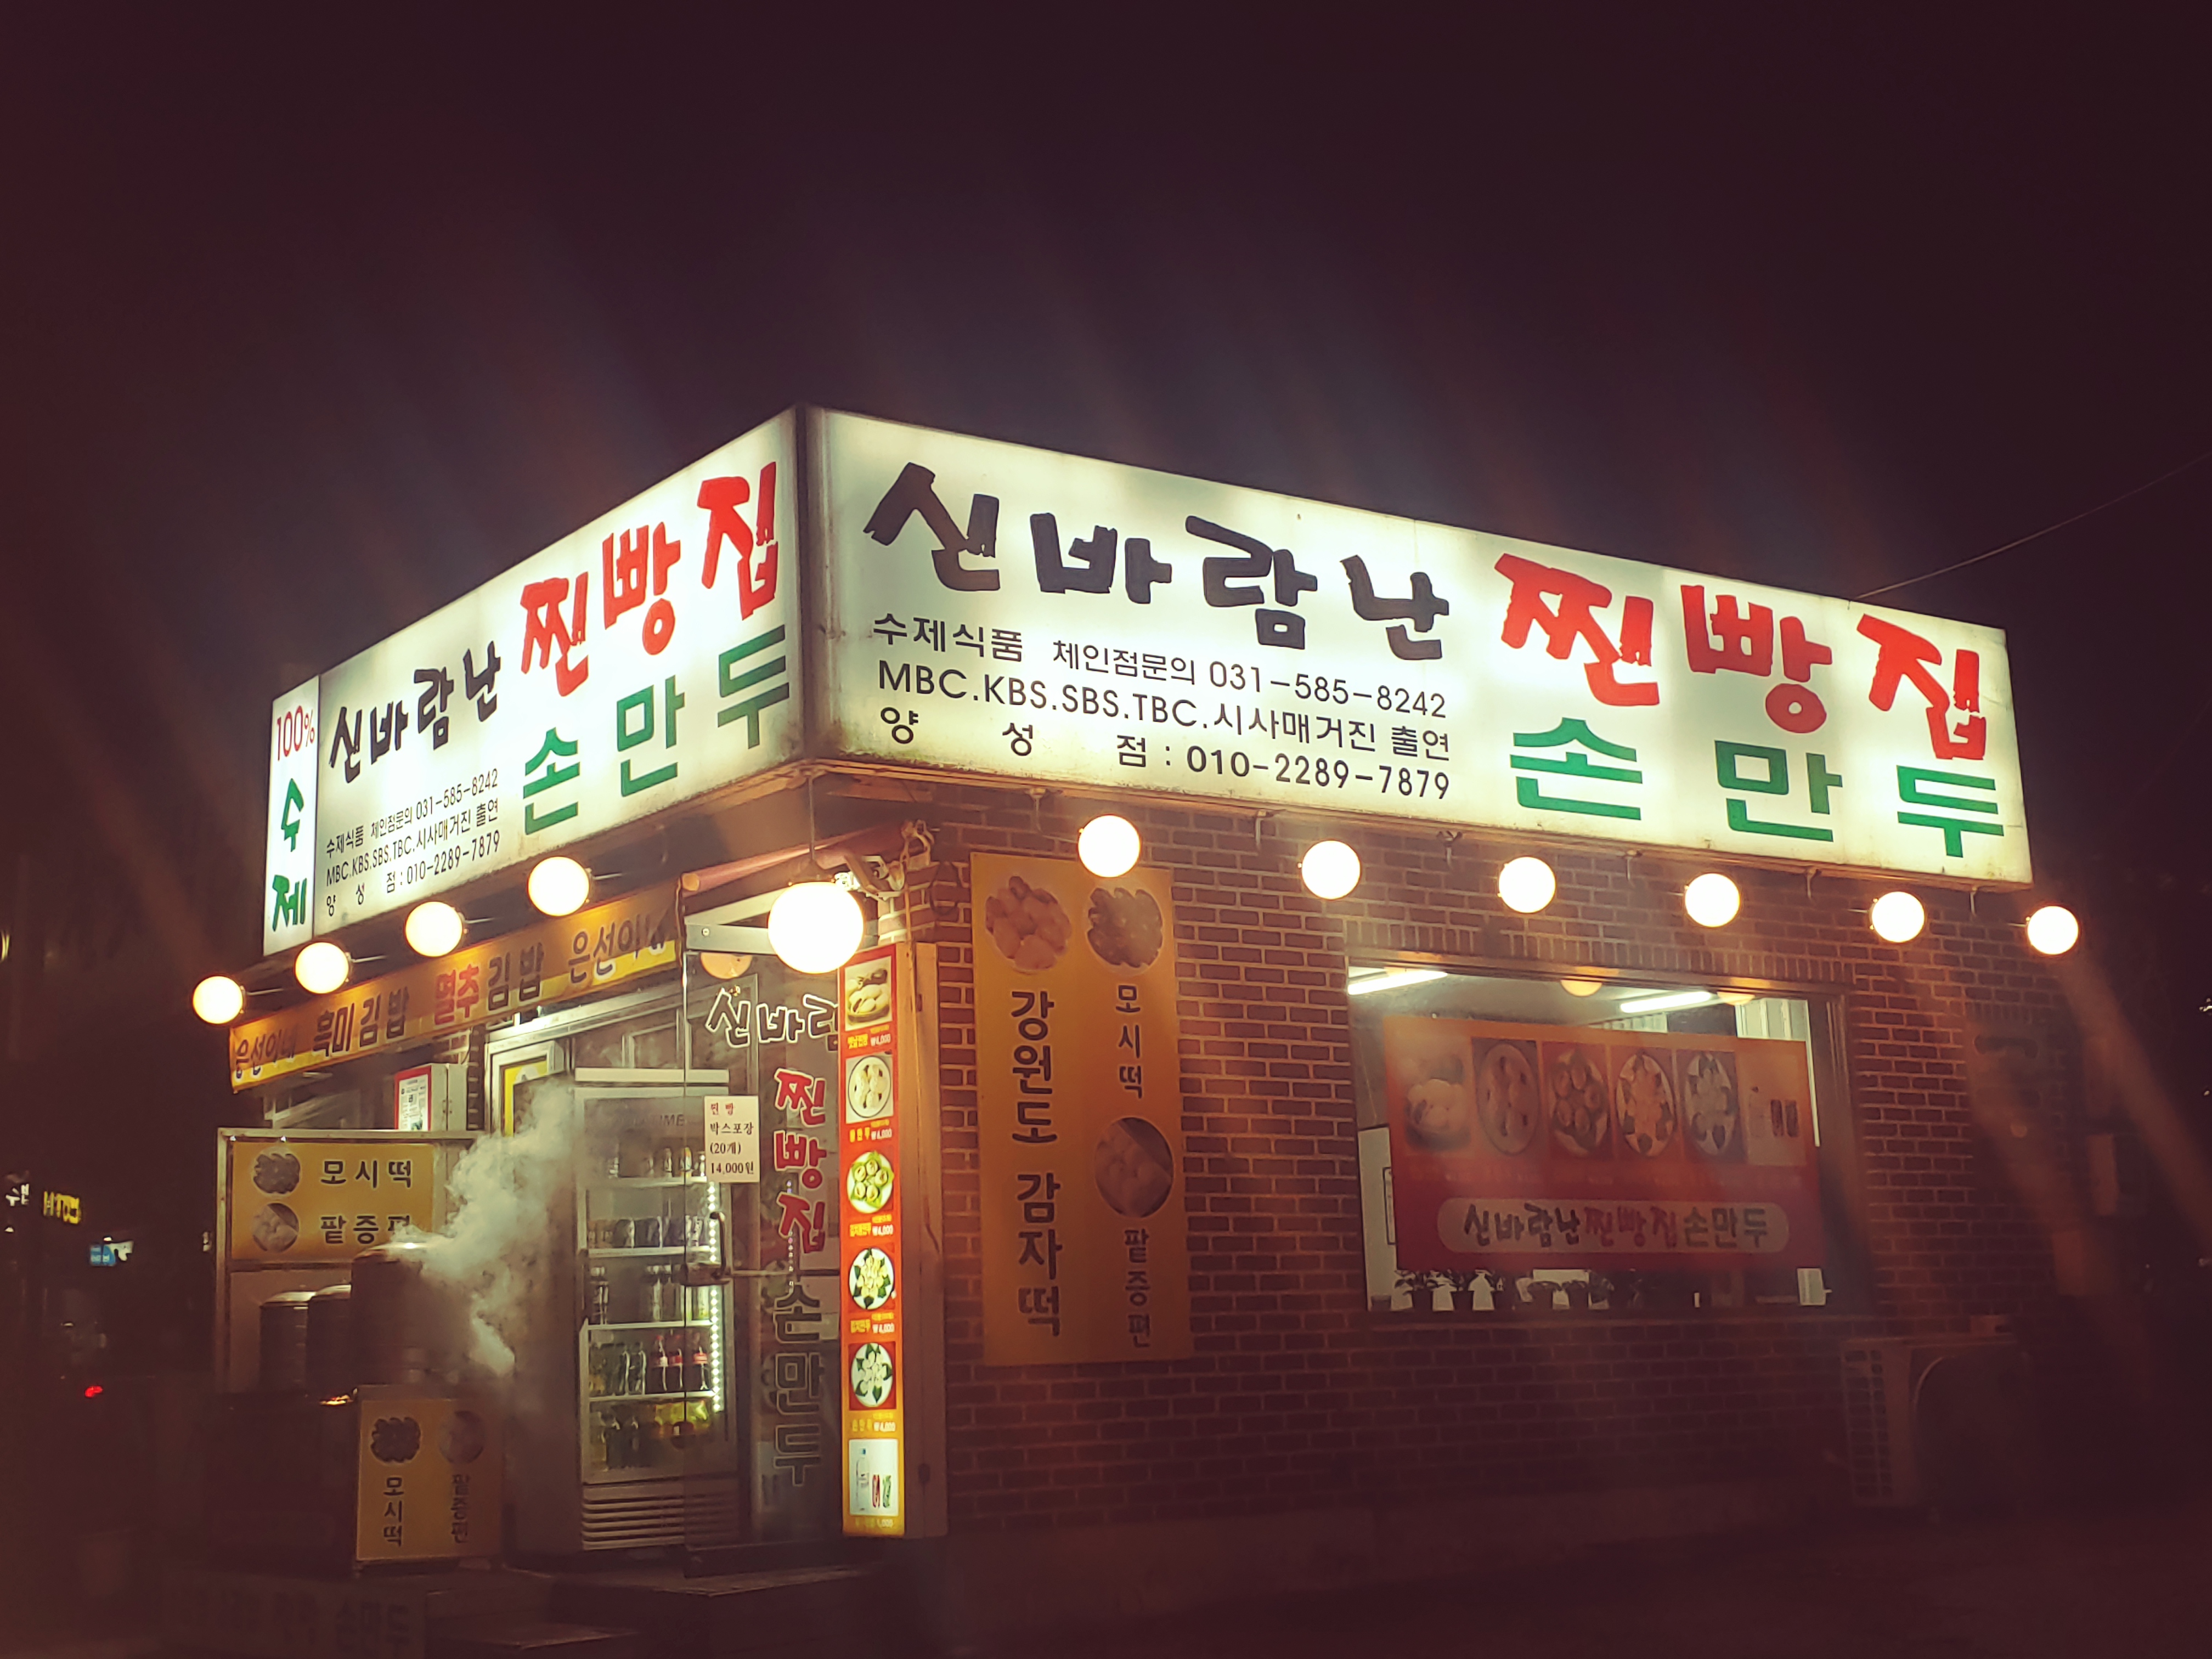 100%
수제
신바람난 찐빵집
손만두
수제식품 체인점문의 031-585-8242
MBC.KBS.SBS.TBC.시사매거진 출연
양 성 점 : 010-2289-7879
신바람난 찐빵집
수제식품 체인점문의 031-585-8242
MBC.KBS.SBS.TBC.시사매거진 출연
양 성 점 : 010-2289-7879
손만두
은선이네 흑미김밥 멸추김밥 은선이네
신바람
찐빵집
손만두
찐빵
박스포장
(20개)
14,000원
모시떡
팥증편
모시떡
팥증편
강원도 감자떡
모시떡
팥증편
신바람난찐빵집손만두